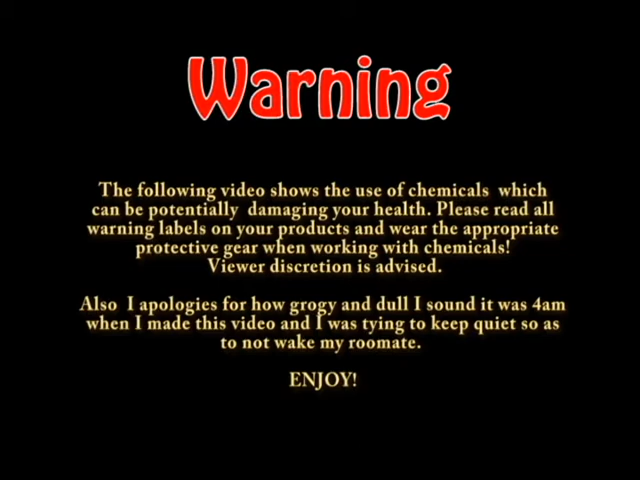 Warning
The following video shows the use of chemicals which
can be potentially damaging your health. Please read all
warning labels on your products and wear the appropriate
protective gear when working with chemicals!
Viewer discretion is advised.
Also I apologies for how grogy and dull I sound it was 4am
when I made this video and I was tying to keep quiet so as
to not wake my roomate.
ENJOY!